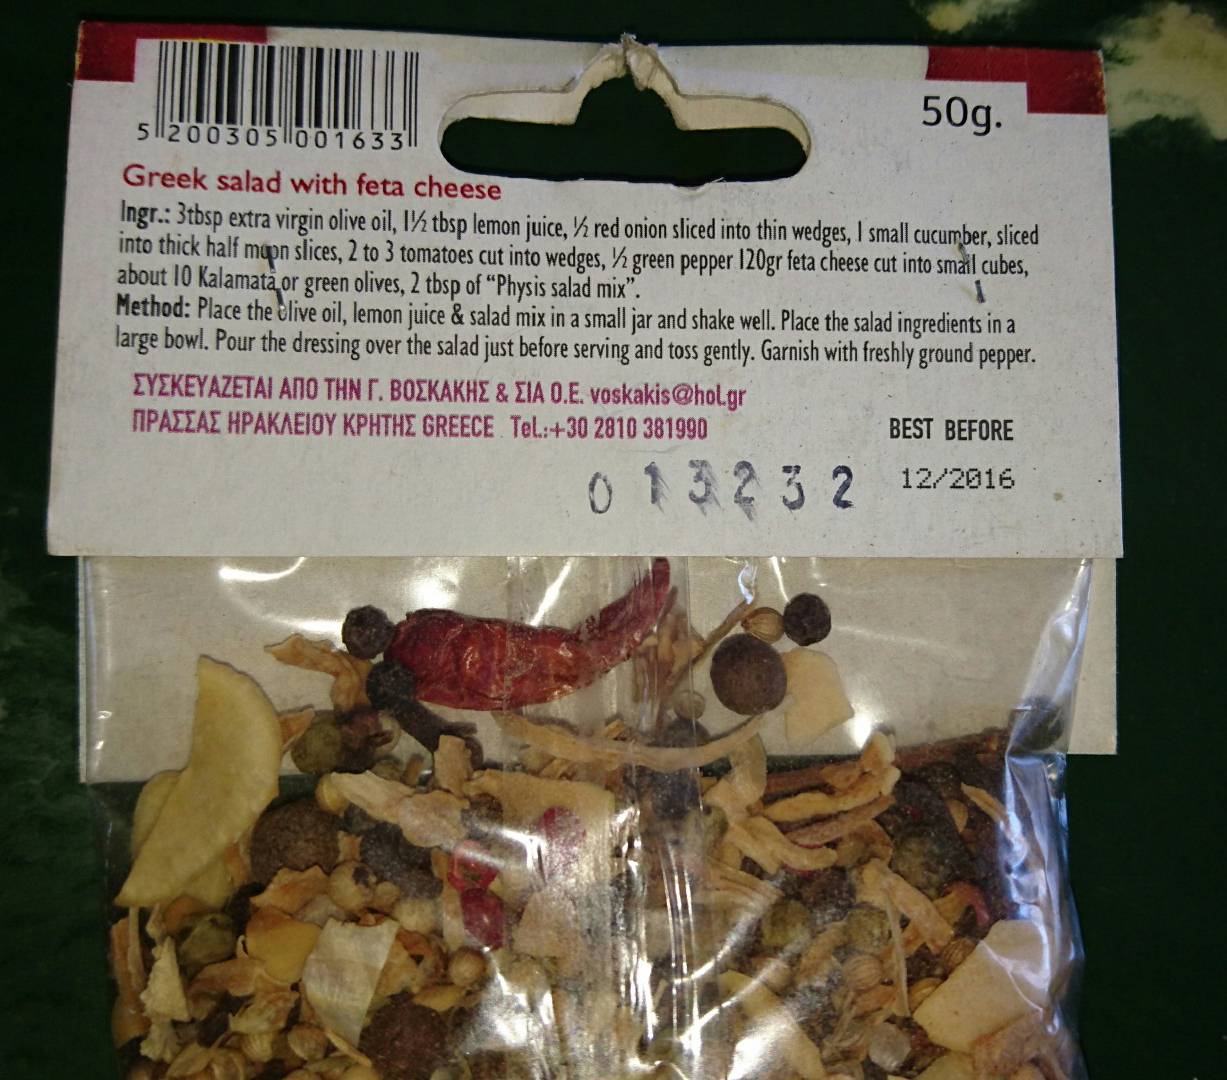 5 200305 001633
50g.
Greek salad with feta cheese
Ingr.: 3tbsp extra virgin olive oil, 1½ tbsp lemon juice, ½ red onion sliced into thin wedges, 1 small cucumber, sliced
into thick half moon slices, 2 to 3 tomatoes cut into wedges, ½ green pepper 120gr feta cheese cut into small cubes,
about 10 Kalamata or green olives, 2 tbsp of “Physis salad mix”.
Method: Place the olive oil, lemon juice & salad mix in a small jar and shake well. Place the salad ingredients in a
large bowl. Pour the dressing over the salad just before serving and toss gently. Garnish with freshly ground pepper.
ΣΥΣΚΕΥΑΖΕΤΑΙ ΑΠΟ ΤΗΝ Γ. ΒΟΣΚΑΚΗΣ & ΣΙΑ Ο.Ε. voskakis@hol.gr
ΠΡΑΣΣΑΣ ΗΡΑΚΛΕΙΟΥ ΚΡΗΤΗΣ GREECE Tel.:+30 2810 381990
BEST BEFORE
12/2016
0 1 3 2 3 2